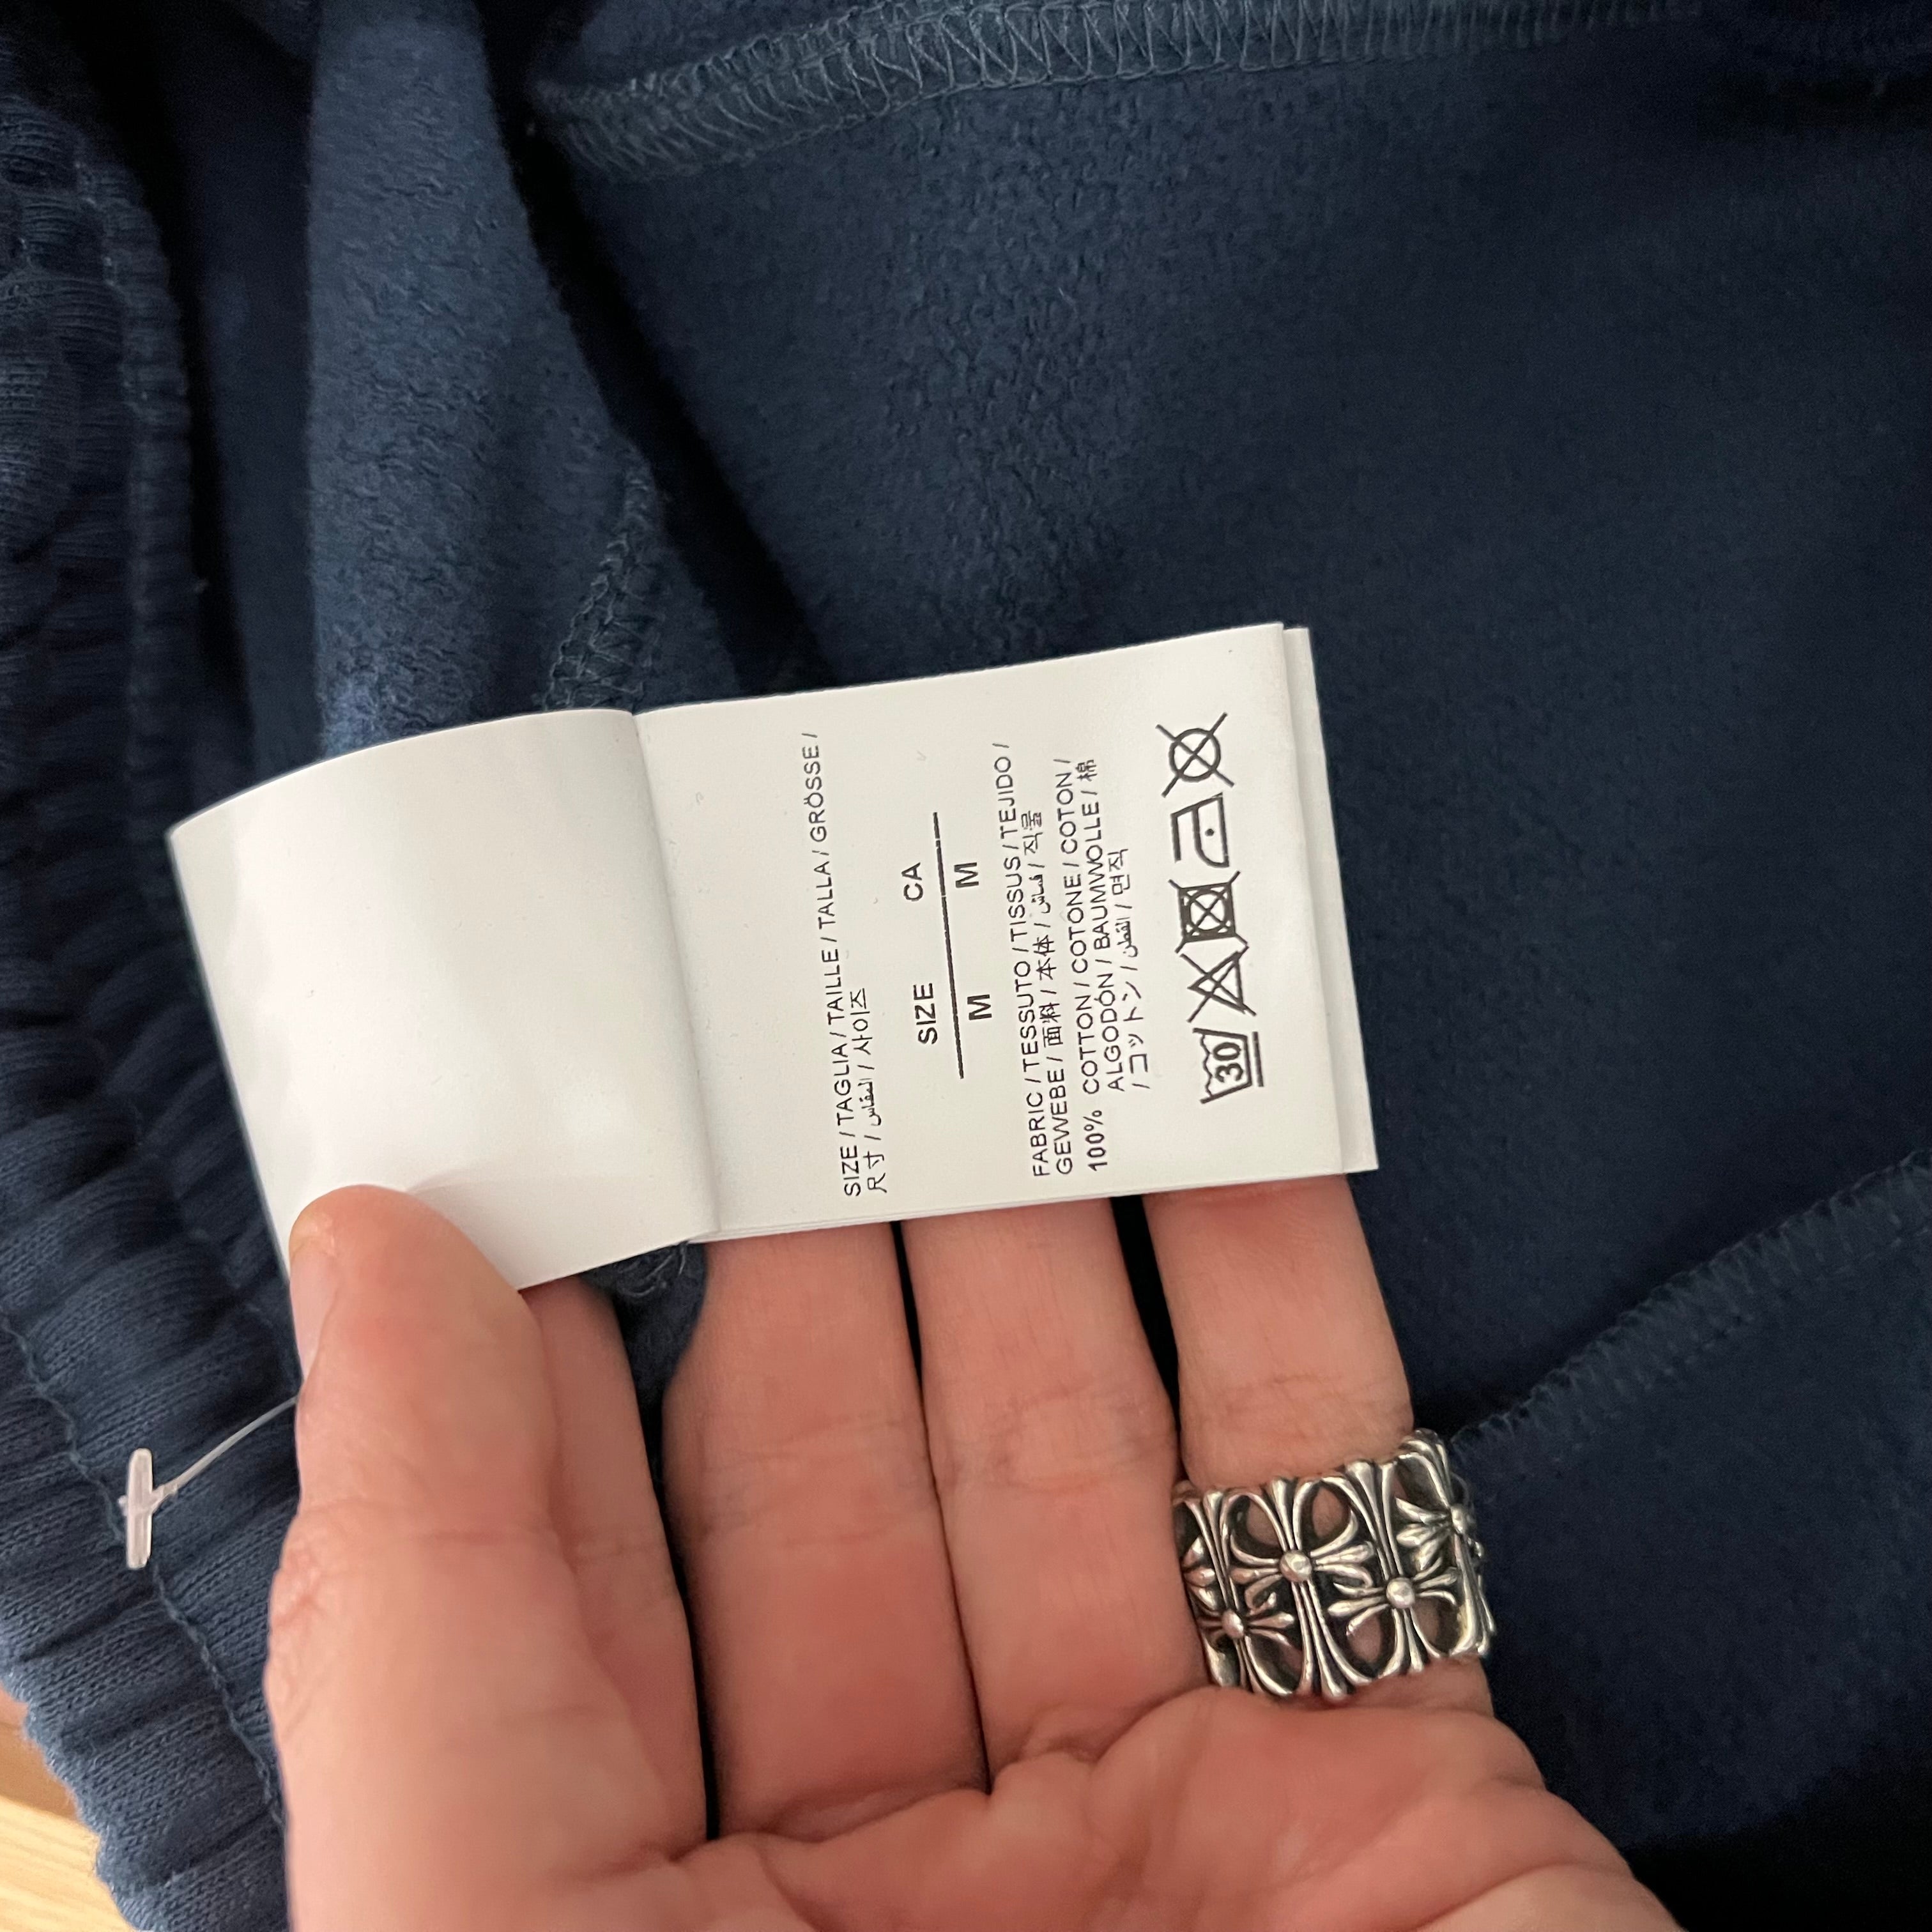 SIZE / TAGLIA / TAILLE / TALLA / GRÖSSE /
尺寸 / المقاس / 사이즈
SIZE CA
M M
FABRIC / TESSUTO / TISSUS / TEJIDO /
GEWEBE / 面料 / 本体 / قماش / 직물
100% COTTON / COTONE / COTON /
ALGODÓN / BAUMWOLLE / 棉
/ コットン / القطن / 면직
30